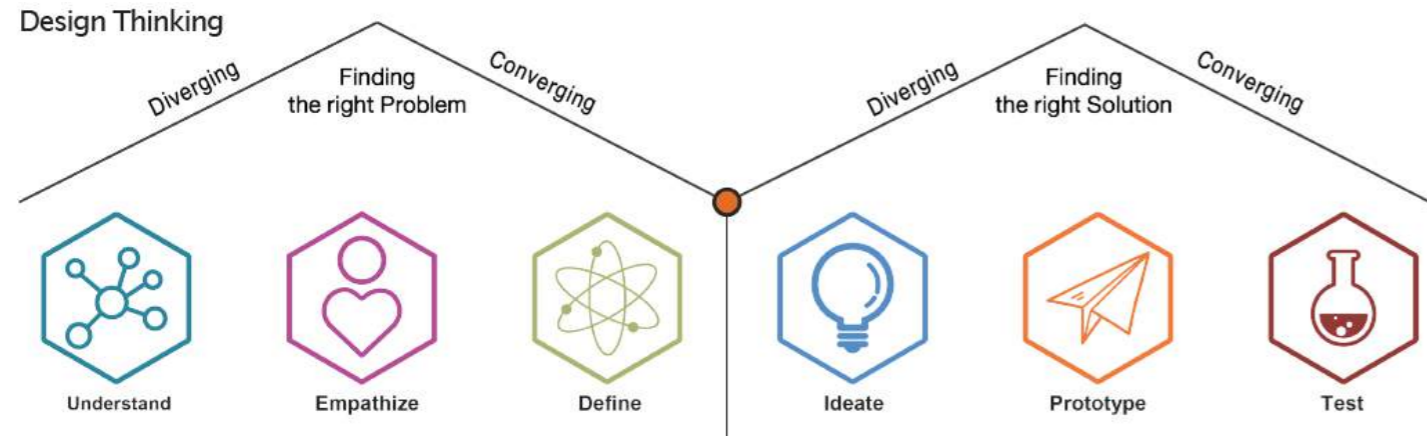 Design Thinking
Diverging
Finding
the right Problem
Converging
Diverging
Finding
the right Solution
Converging
Understand
Empathize
Define
Ideate
Prototype
Test